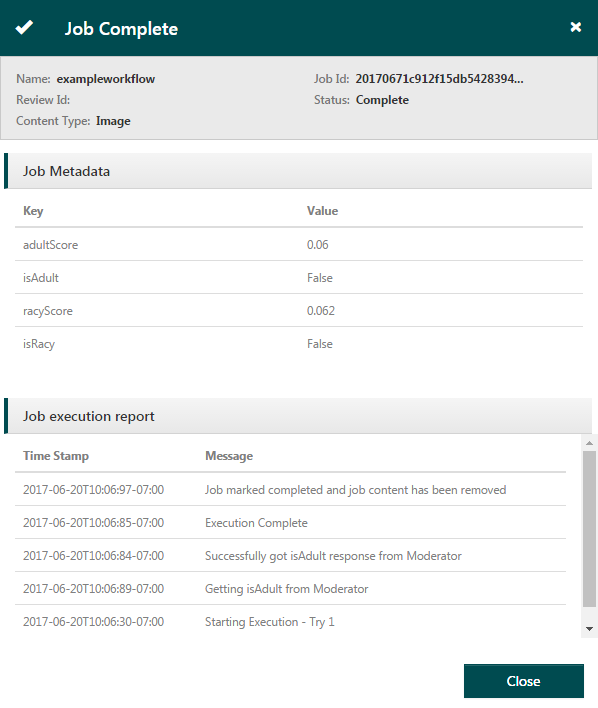 Job Complete
Name: exampleworkflow Job Id: 20170671c912f15db5428394...
Review Id: Status: Complete
Content Type: Image
Job Metadata
Key Value
adultScore 0.06
isAdult False
racyScore 0.062
isRacy False
Job execution report
Time Stamp Message
2017-06-20T10:06:97-07:00 Job marked completed and job content has been removed
2017-06-20T10:06:85-07:00 Execution Complete
2017-06-20T10:06:84-07:00 Successfully got isAdult response from Moderator
2017-06-20T10:06:89-07:00 Getting isAdult from Moderator
2017-06-20T10:06:30-07:00 Starting Execution - Try 1
Close